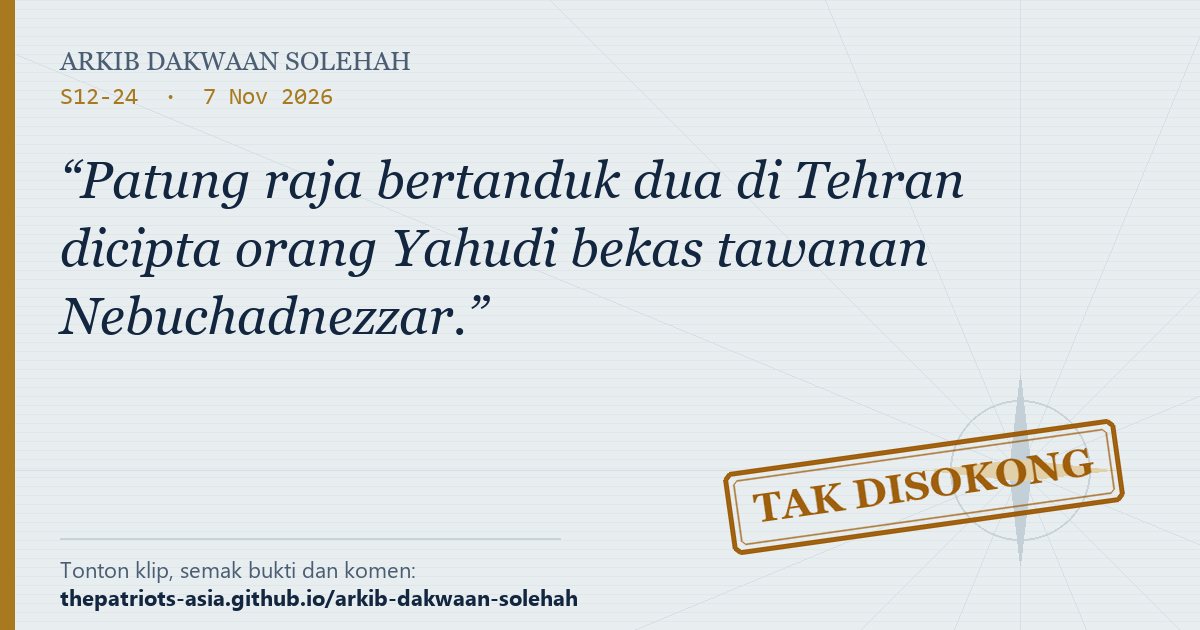 ARKIB DAKWAAN SOLEHAH
S12-24 · 7 Nov 2026
“Patung raja bertanduk dua di Tehran
dicipta orang Yahudi bekas tawanan
Nebuchadnezzar.”
TAK DISOKONG
Tonton klip, semak bukti dan komen:
thepatriots-asia.github.io/arkib-dakwaan-solehah